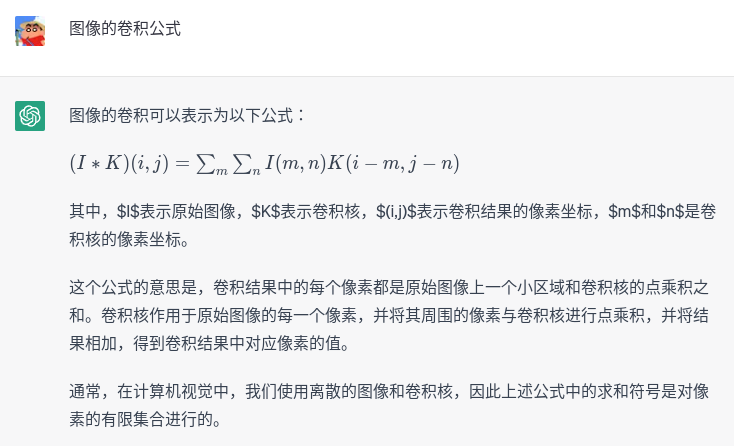 图像的卷积公式
图像的卷积可以表示为以下公式：
(I ∗ K)(i, j) = ∑ₘ ∑ₙ I(m, n)K(i − m, j − n)
其中，$I$表示原始图像，$K$表示卷积核，$(i,j)$表示卷积结果的像素坐标，$m$和$n$是卷
积核的像素坐标。
这个公式的意思是，卷积结果中的每个像素都是原始图像上一个小区域和卷积核的点乘积之
和。卷积核作用于原始图像的每一个像素，并将其周围的像素与卷积核进行点乘积，并将结
果相加，得到卷积结果中对应像素的值。
通常，在计算机视觉中，我们使用离散的图像和卷积核，因此上述公式中的求和符号是对像
素的有限集合进行的。